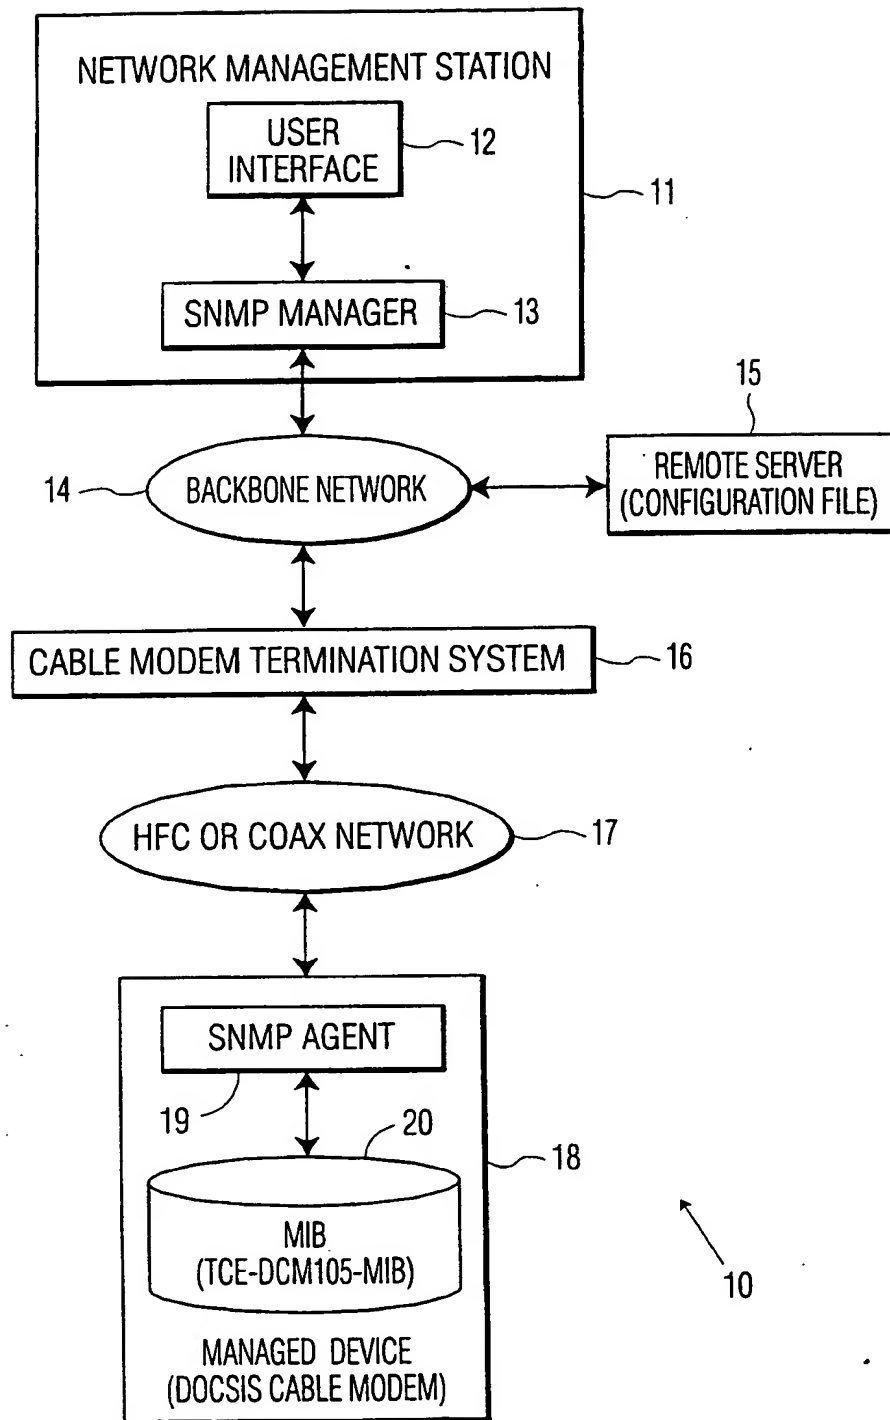 NETWORK MANAGEMENT STATION
USER
INTERFACE
12
11
SNMP MANAGER
13
15
14
BACKBONE NETWORK
REMOTE SERVER
(CONFIGURATION FILE)
CABLE MODEM TERMINATION SYSTEM
16
HFC OR COAX NETWORK
17
SNMP AGENT
19
20
18
MIB
(TCE-DCM105-MIB)
10
MANAGED DEVICE
(DOCSIS CABLE MODEM)